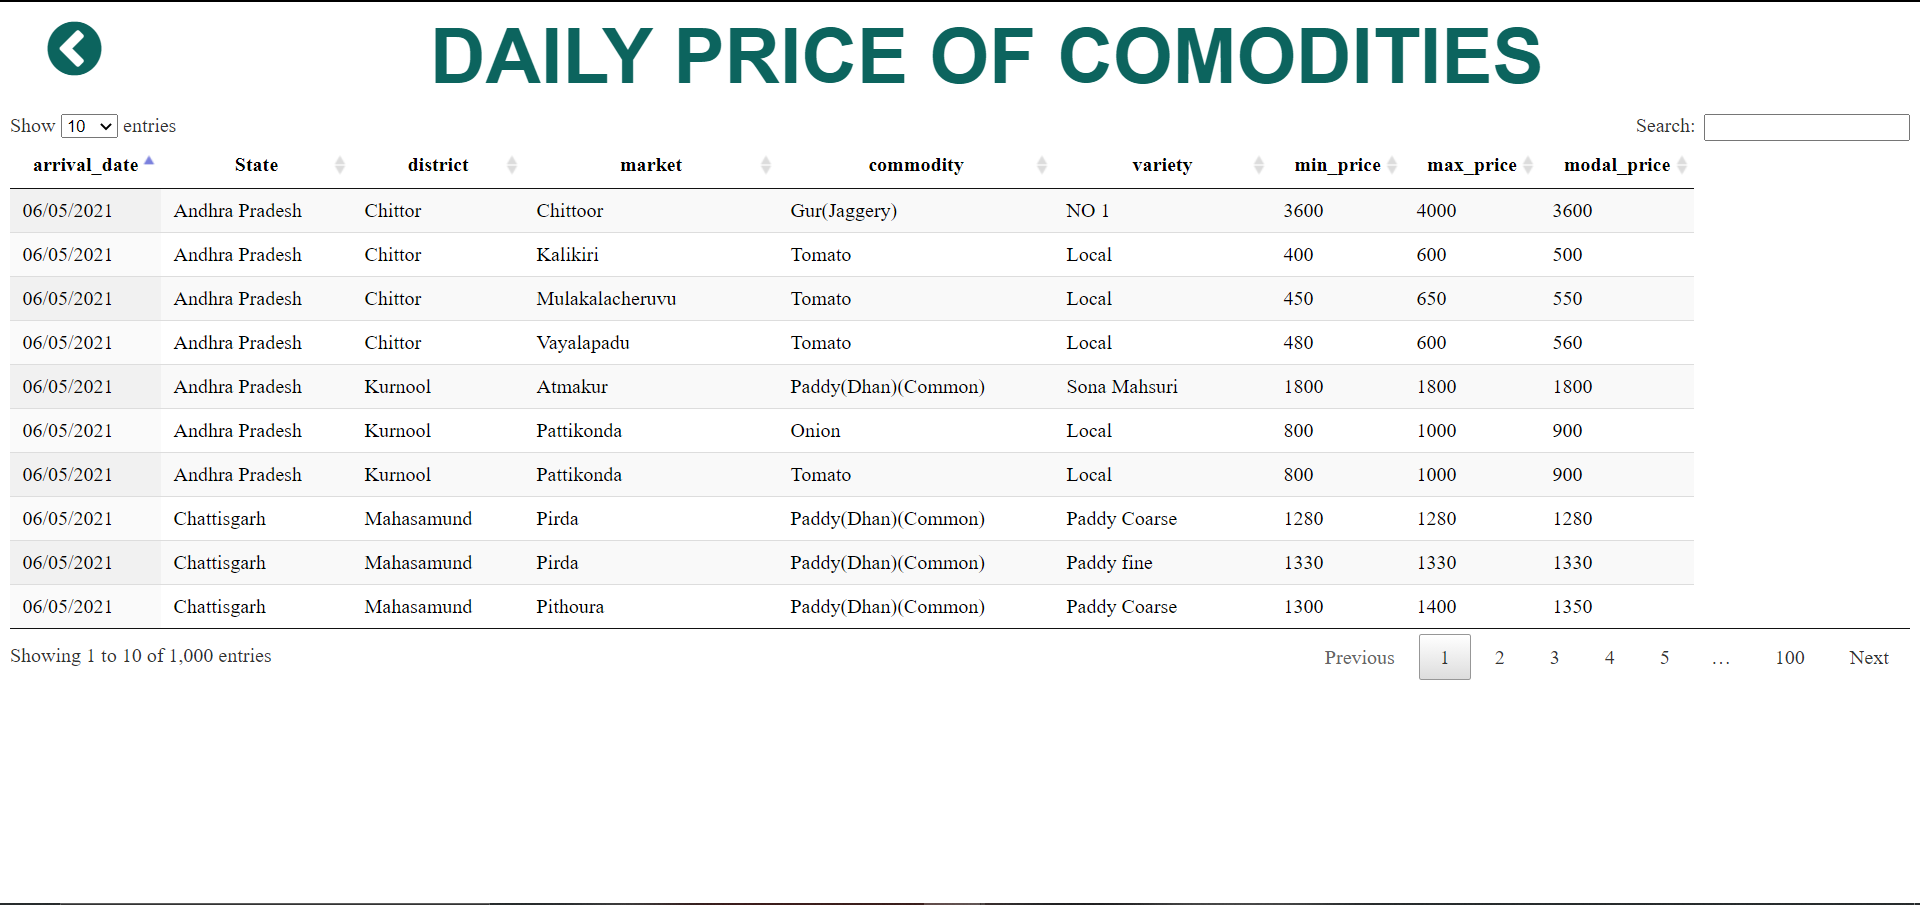 DAILY PRICE OF COMODITIES
Show 10 entries Search:
arrival_date State district market commodity variety min_price max_price modal_price
06/05/2021 Andhra Pradesh Chittor Chittoor Gur(Jaggery) NO 1 3600 4000 3600
06/05/2021 Andhra Pradesh Chittor Kalikiri Tomato Local 400 600 500
06/05/2021 Andhra Pradesh Chittor Mulakalacheruvu Tomato Local 450 650 550
06/05/2021 Andhra Pradesh Chittor Vayalapadu Tomato Local 480 600 560
06/05/2021 Andhra Pradesh Kurnool Atmakur Paddy(Dhan)(Common) Sona Mahsuri 1800 1800 1800
06/05/2021 Andhra Pradesh Kurnool Pattikonda Onion Local 800 1000 900
06/05/2021 Andhra Pradesh Kurnool Pattikonda Tomato Local 800 1000 900
06/05/2021 Chattisgarh Mahasamund Pirda Paddy(Dhan)(Common) Paddy Coarse 1280 1280 1280
06/05/2021 Chattisgarh Mahasamund Pirda Paddy(Dhan)(Common) Paddy fine 1330 1330 1330
06/05/2021 Chattisgarh Mahasamund Pithoura Paddy(Dhan)(Common) Paddy Coarse 1300 1400 1350
Showing 1 to 10 of 1,000 entries Previous 1 2 3 4 5 … 100 Next